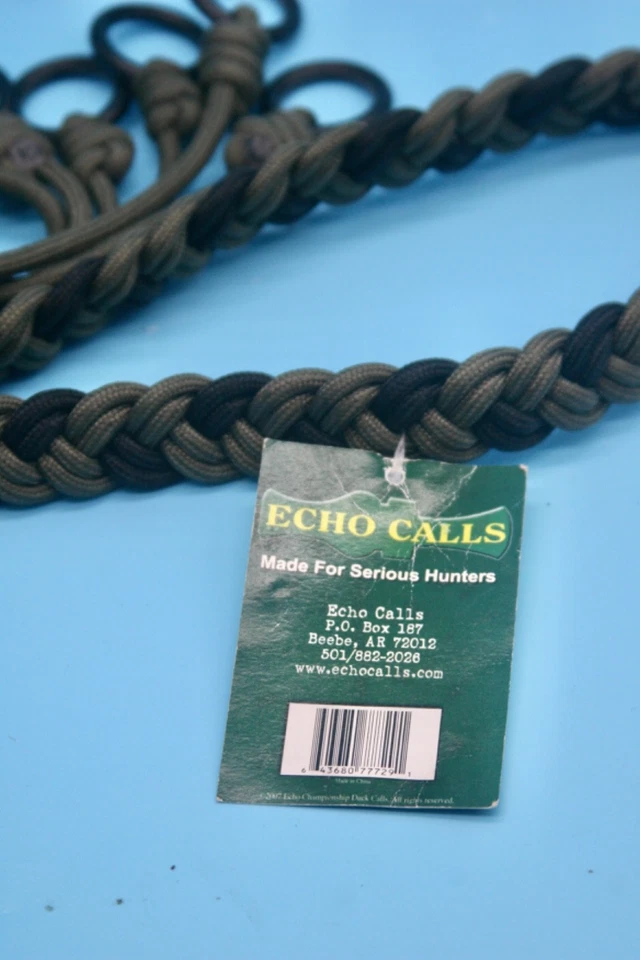 ECHO CALLS
Made For Serious Hunters
Echo Calls
P.O. Box 187
Beebe, AR 72012
501/882-2026
www.echocalls.com
6 43680 77729 1
Made in China
©2007 Echo Championship Duck Calls. All rights reserved.